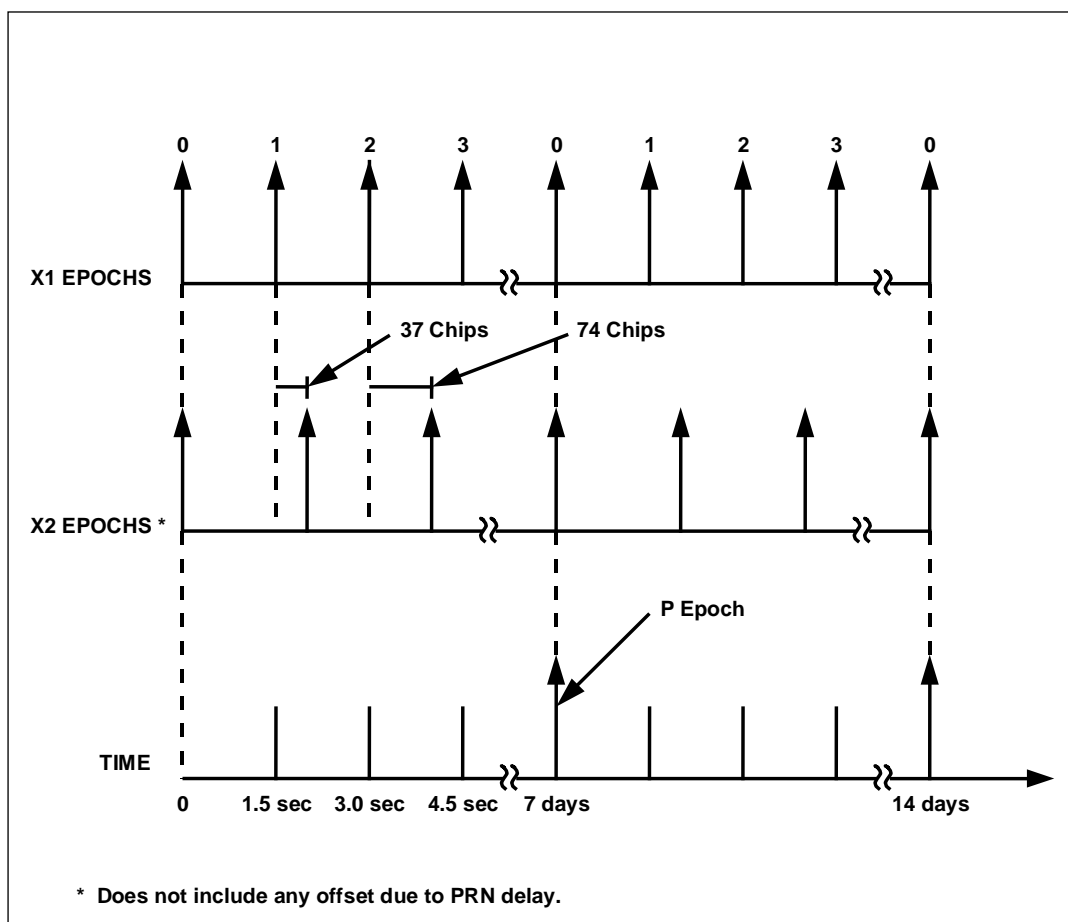 0 1 2 3 0 1 2 3 0
X1 EPOCHS
37 Chips 74 Chips
X2 EPOCHS *
P Epoch
TIME
0 1.5 sec 3.0 sec 4.5 sec 7 days 14 days
* Does not include any offset due to PRN delay.